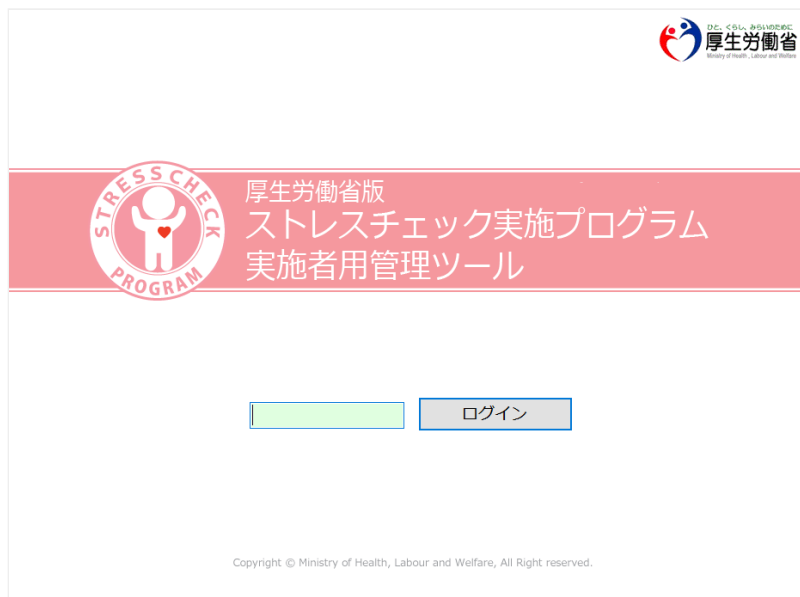 ひと、くらし、みらいのために
厚生労働省
Ministry of Health, Labour and Welfare
STRESS CHECK
PROGRAM
厚生労働省版
ストレスチェック実施プログラム
実施者用管理ツール
ログイン
Copyright © Ministry of Health, Labour and Welfare, All Right reserved.